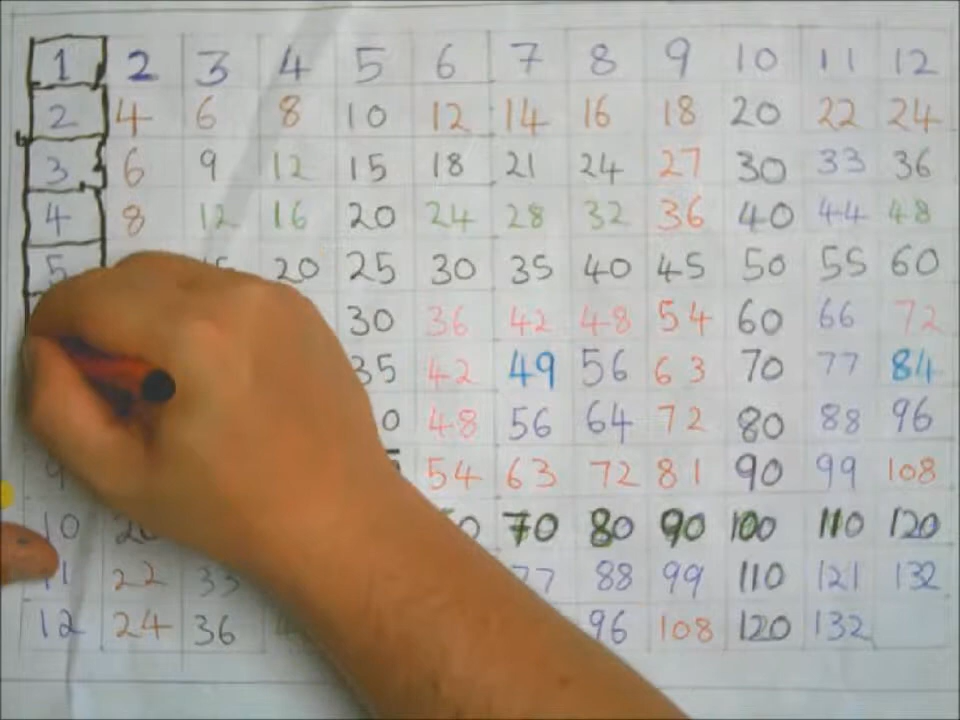 1 2 3 4 5 6 7 8 9 10 11 12
2 4 6 8 10 12 14 16 18 20 22 24
3 6 9 12 15 18 21 24 27 30 33 36
4 8 12 16 20 24 28 32 36 40 44 48
5 20 25 30 35 40 45 50 55 60
30 36 42 48 54 60 66 72
35 42 49 56 63 70 77 84
0 48 56 64 72 80 88 96
9 54 63 72 81 90 99 108
10 70 80 90 100 110 120
11 22 33 77 88 99 110 121 132
12 24 36 96 108 120 132